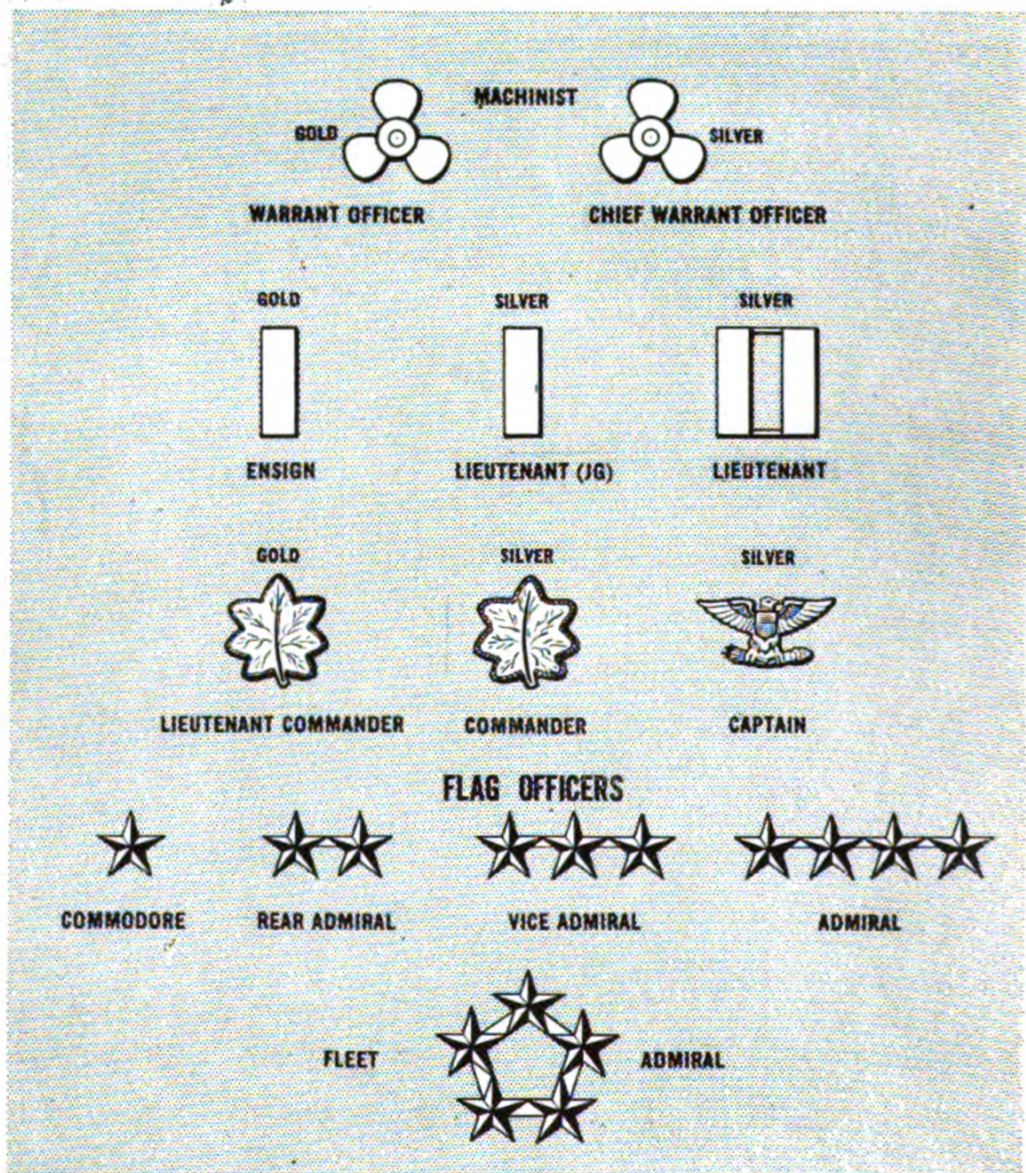 MACHINIST
GOLD SILVER
WARRANT OFFICER CHIEF WARRANT OFFICER
GOLD SILVER SILVER
ENSIGN LIEUTENANT (JG) LIEUTENANT
GOLD SILVER SILVER
LIEUTENANT COMMANDER COMMANDER CAPTAIN
FLAG OFFICERS
COMMODORE REAR ADMIRAL VICE ADMIRAL ADMIRAL
FLEET ADMIRAL